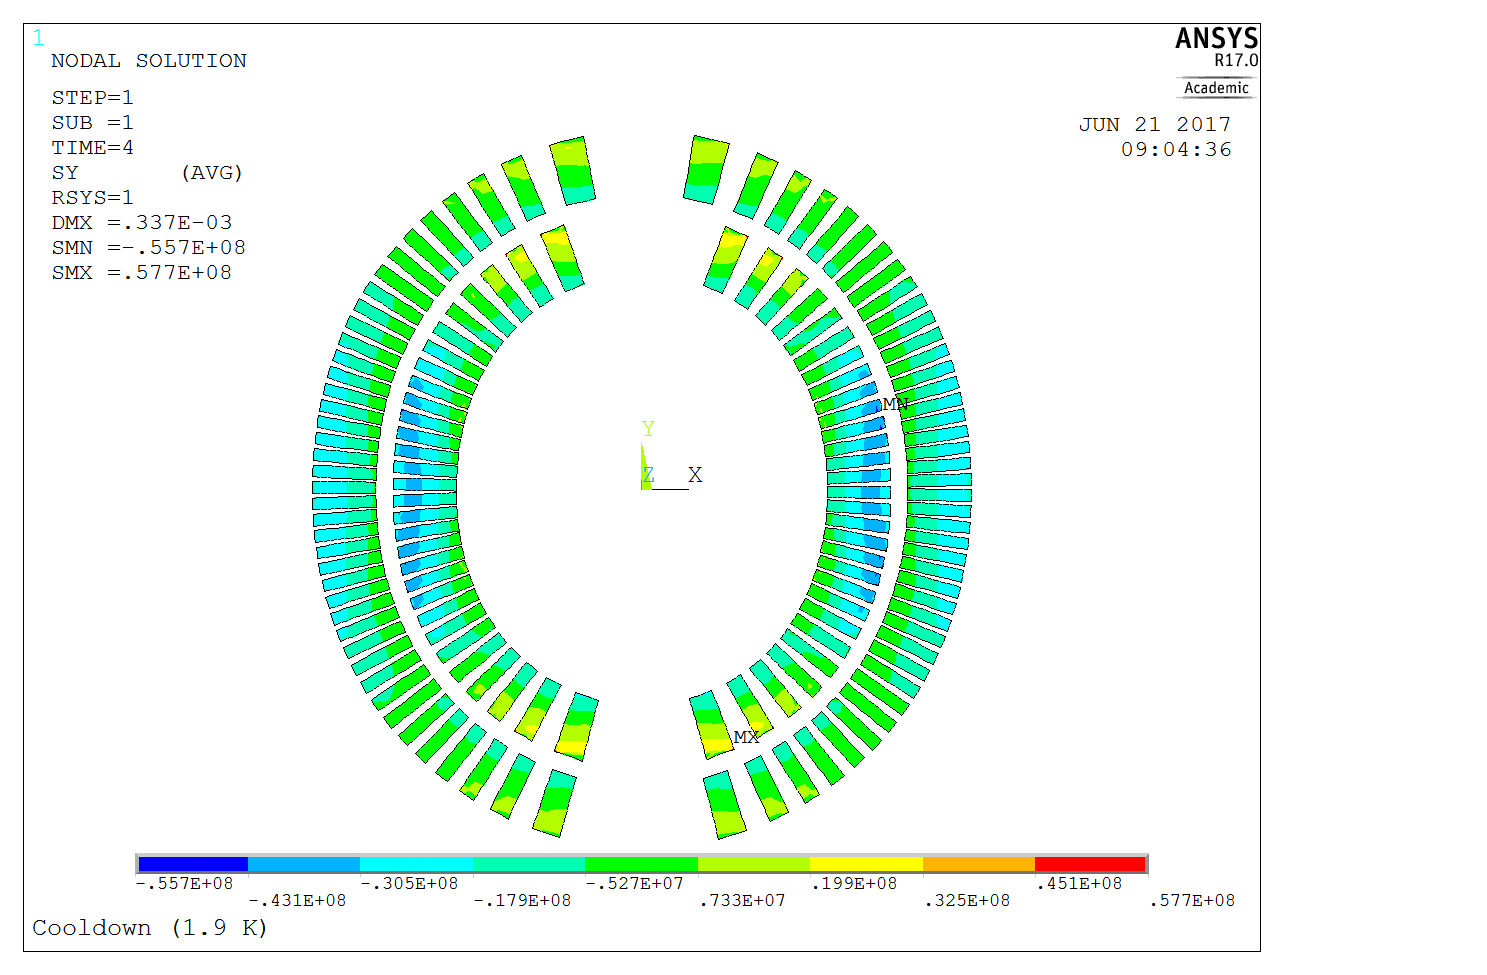 1
ANSYS
R17.0
Academic
NODAL SOLUTION
STEP=1
SUB =1
TIME=4
SY (AVG)
RSYS=1
DMX =.337E-03
SMN =-.557E+08
SMX =.577E+08
JUN 21 2017
09:04:36
MN
Y
Z X
MX
-.557E+08 -.305E+08 -.527E+07 .199E+08 .451E+08
-.431E+08 -.179E+08 .733E+07 .325E+08 .577E+08
Cooldown (1.9 K)